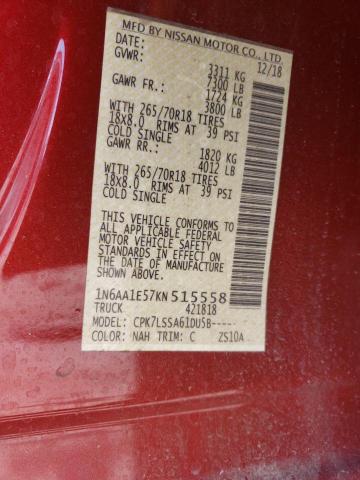 MFD BY NISSAN MOTOR CO., LTD.
DATE: 12/18
GVWR: 3311 KG
7300 LB
GAWR FR.: 1724 KG
3800 LB
WITH 265/70R18 TIRES
18x8.0 RIMS AT 39 PSI
COLD SINGLE
GAWR RR.: 1820 KG
4012 LB
WITH 265/70R18 TIRES
18x8.0 RIMS AT 39 PSI
COLD SINGLE
THIS VEHICLE CONFORMS TO
ALL APPLICABLE FEDERAL
MOTOR VEHICLE SAFETY
STANDARDS IN EFFECT ON
THE DATE OF MANUFACTURE
SHOWN ABOVE.
1N6AA1E57KN515558
TRUCK 421818
MODEL: CPK7LSSA61DU5B-----
COLOR: NAH TRIM: C ZS10A